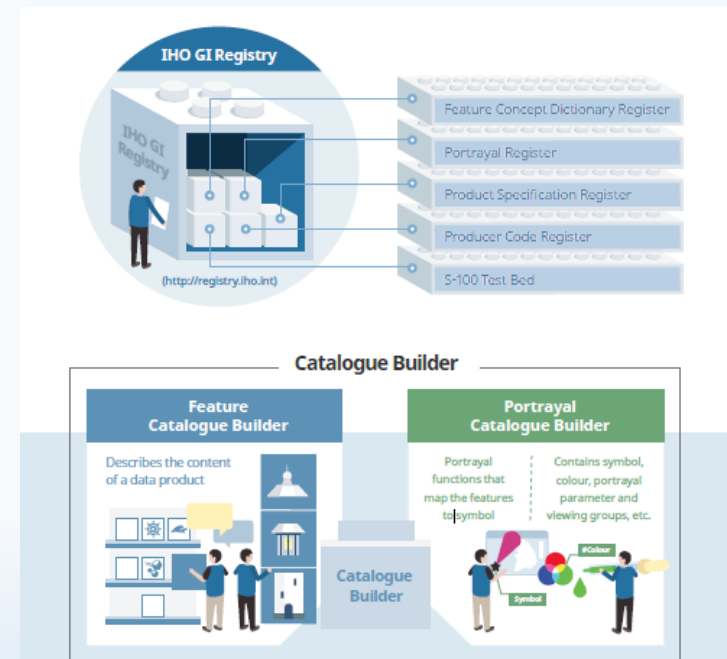 IHO GI Registry
IHO GI
Registry
(http://registry.iho.int)
Feature Concept Dictionary Register
Portrayal Register
Product Specification Register
Producer Code Register
S-100 Test Bed
Catalogue Builder
Feature
Catalogue Builder
Describes the content
of a data product
Portrayal
Catalogue Builder
Portrayal
functions that
map the features
to symbol
Contains symbol,
colour, portrayal
parameter and
viewing groups, etc.
#Colour
Symbol
Catalogue
Builder